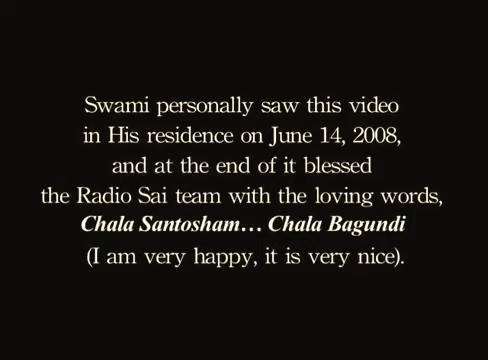 Swami personally saw this video
in His residence on June 14, 2008,
and at the end of it blessed
the Radio Sai team with the loving words,
Chala Santosham... Chala Bagundi
(I am very happy, it is very nice).